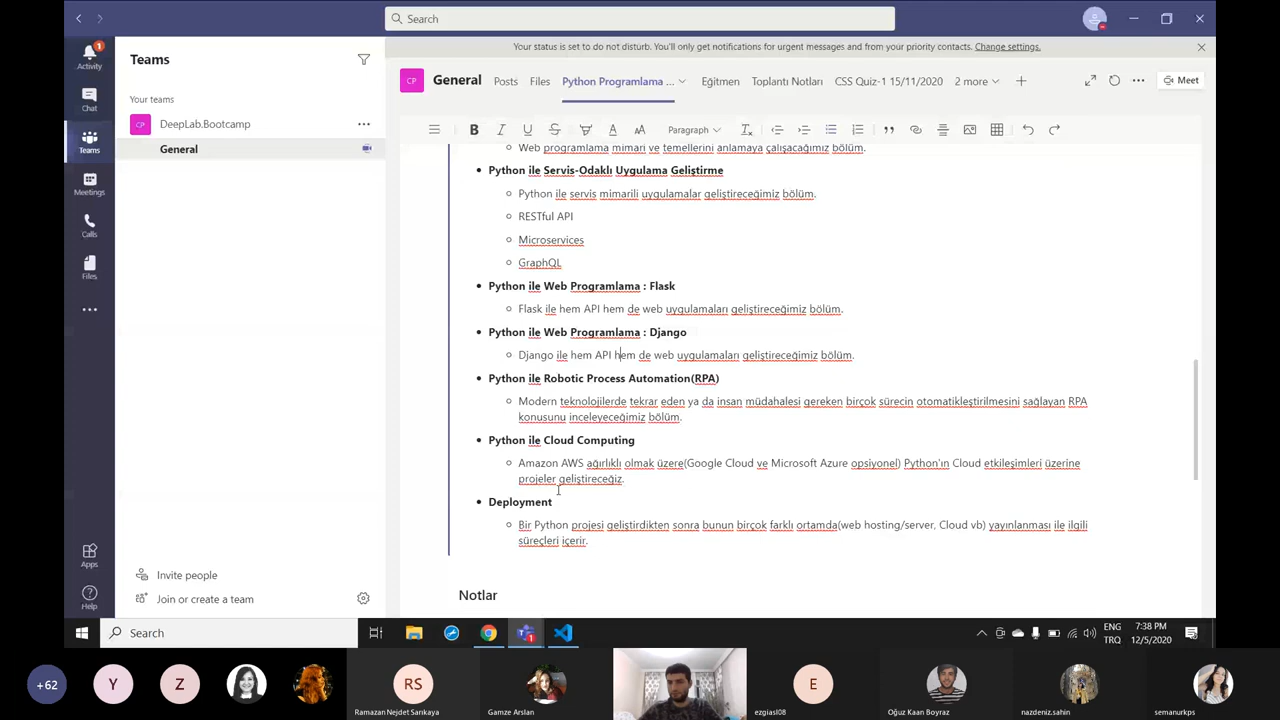 Search
Your status is set to do not disturb. You'll only get notifications for urgent messages and from your priority contacts. Change settings.
1
Activity
Teams
CP
General
Posts
Files
Python Programlama ...
Eğitmen
Toplantı Notları
CSS Quiz-1 15/11/2020
2 more
Meet
Chat
Your teams
CP
DeepLab.Bootcamp
General
B I U S A AA Paragraph
Teams
Meetings
Calls
Files
Web programlama mimari ve temellerini anlamaya çalışacağımız bölüm.
Python ile Servis-Odaklı Uygulama Geliştirme
Python ile servis mimarili uygulamalar geliştireceğimiz bölüm.
RESTful API
Microservices
GraphQL
Python ile Web Programlama : Flask
Flask ile hem API hem de web uygulamaları geliştireceğimiz bölüm.
Python ile Web Programlama : Django
Django ile hem API hem de web uygulamaları geliştireceğimiz bölüm.
Python ile Robotic Process Automation(RPA)
Modern teknolojilerde tekrar eden ya da insan müdahalesi gereken birçok sürecin otomatikleştirilmesini sağlayan RPA
konusunu inceleyeceğimiz bölüm.
Python ile Cloud Computing
Amazon AWS ağırlıklı olmak üzere(Google Cloud ve Microsoft Azure opsiyonel) Python'ın Cloud etkileşimleri üzerine
projeler geliştireceğiz.
Deployment
Bir Python projesi geliştirdikten sonra bunun birçok farklı ortamda(web hosting/server, Cloud vb) yayınlanması ile ilgili
süreçleri içerir.
Notlar
Apps
Help
Invite people
Join or create a team
Search
1
ENG
TRQ
7:38 PM
12/5/2020
+62
Y
Z
RS
E
Ramazan Nejdet Sarıkaya
Gamze Arslan
ezgiasl08
Oğuz Kaan Boyraz
nazdeniz.sahin
semanurkps